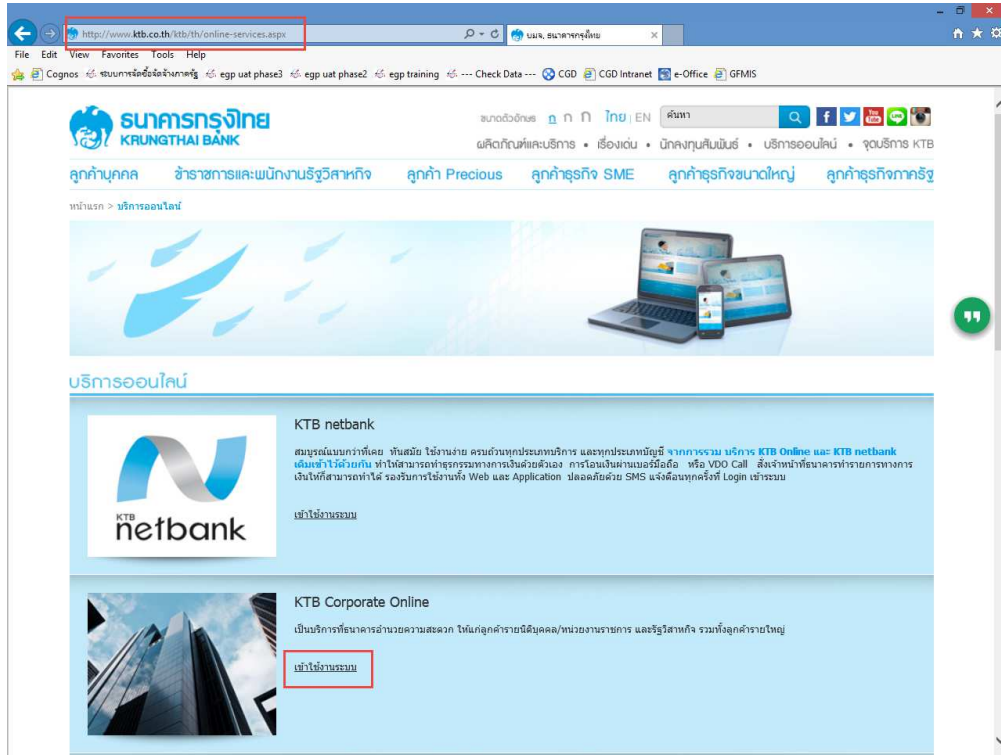 http://www.ktb.co.th/ktb/th/online-services.aspx
บมจ. ธนาคารกรุงไทย
File Edit View Favorites Tools Help
Cognos ระบบการจัดซื้อจัดจ้างภาครัฐ egp uat phase3 egp uat phase2 egp training --- Check Data --- CGD CGD Intranet e-Office GFMIS
ธนาคารกรุงไทย
KRUNGTHAI BANK
ขนาดตัวอักษร ก ก ก ไทย | EN ค้นหา
ผลิตภัณฑ์และบริการ • เรื่องเด่น • นักลงทุนสัมพันธ์ • บริการออนไลน์ • จุดบริการ KTB
ลูกค้าบุคคล ข้าราชการและพนักงานรัฐวิสาหกิจ ลูกค้า Precious ลูกค้าธุรกิจ SME ลูกค้าธุรกิจขนาดใหญ่ ลูกค้าธุรกิจภาครัฐ
หน้าแรก > บริการออนไลน์
บริการออนไลน์
KTB netbank
สมบูรณ์แบบกว่าที่เคย ทันสมัย ใช้งานง่าย ครบถ้วนทุกประเภทบริการ และทุกประเภทบัญชี จากการรวม บริการ KTB Online และ KTB netbank
เดิมเข้าไว้ด้วยกัน ทำให้สามารถทำธุรกรรมทางการเงินด้วยตัวเอง การโอนเงินผ่านเบอร์มือถือ หรือ VDO Call สั่งเจ้าหน้าที่ธนาคารทำรายการทางการ
เงินให้ก็สามารถทำได้ รองรับการใช้งานทั้ง Web และ Application ปลอดภัยด้วย SMS แจ้งเตือนทุกครั้งที่ Login เข้าระบบ
เข้าใช้งานระบบ
KTB
netbank
KTB Corporate Online
เป็นบริการที่ธนาคารอำนวยความสะดวก ให้แก่ลูกค้ารายนิติบุคคล/หน่วยงานราชการ และรัฐวิสาหกิจ รวมทั้งลูกค้ารายใหญ่
เข้าใช้งานระบบ